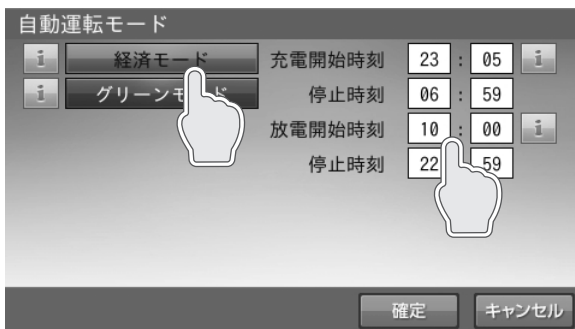 自動運転モード
i 経済モード 充電開始時刻 23 : 05 i
i グリーンモード 停止時刻 06 : 59
放電開始時刻 10 : 00 i
停止時刻 22 59
確定 キャンセル